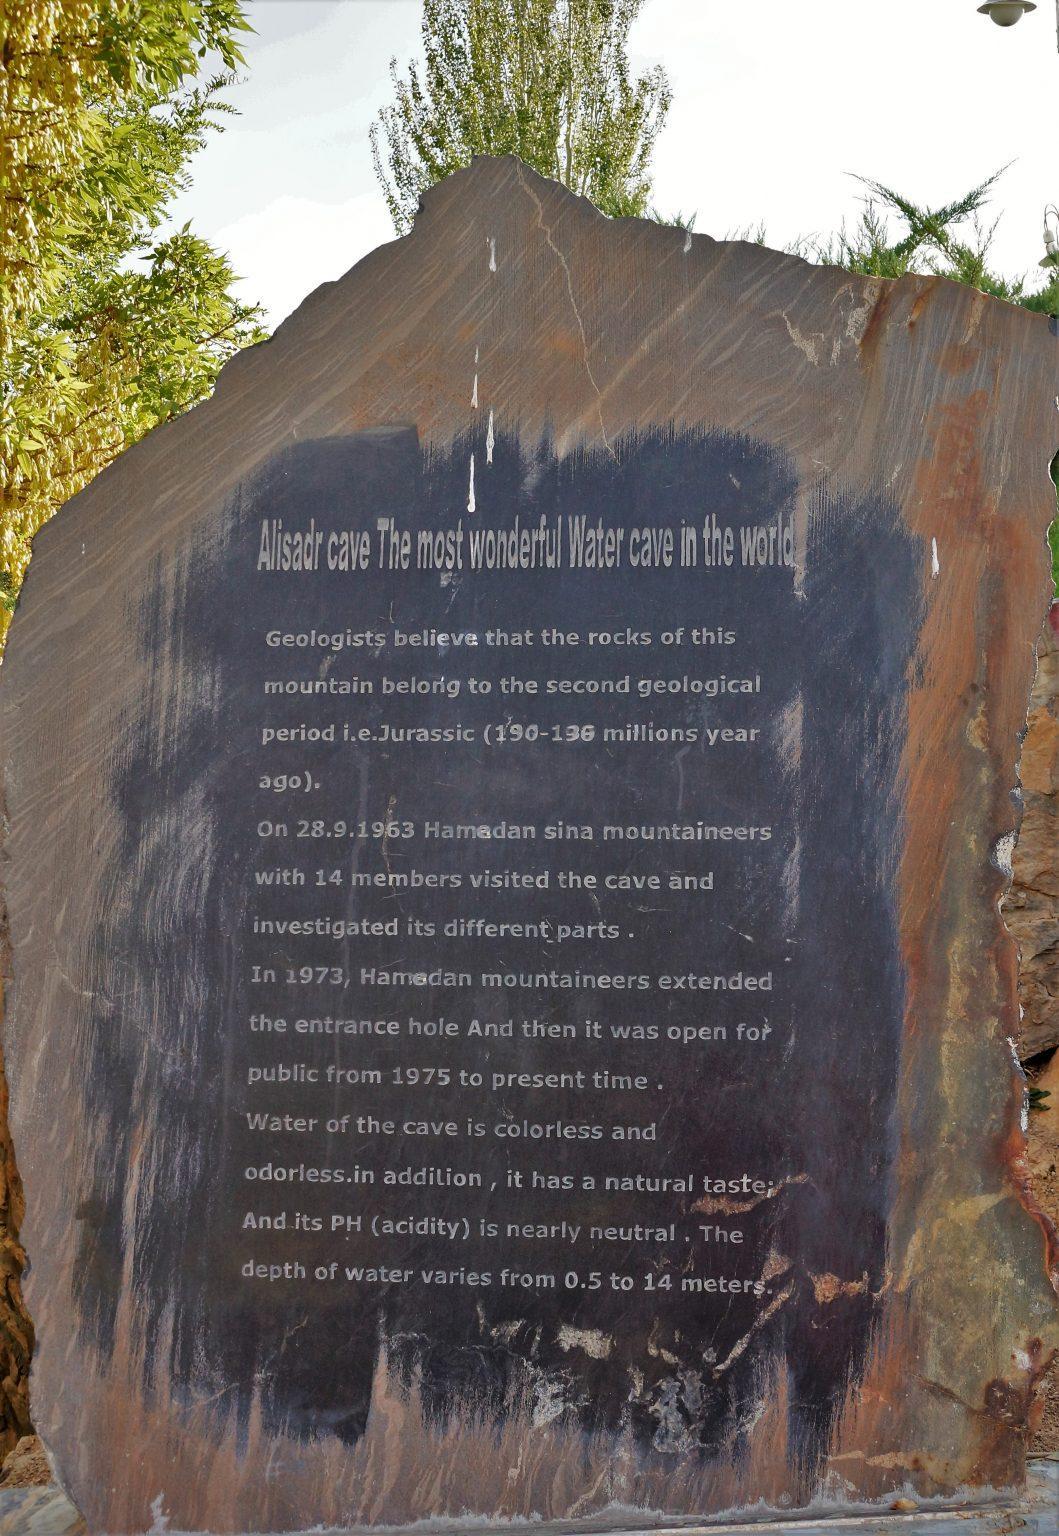 Alisadr cave The most wonderful Water cave in the world
Geologists believe that the rocks of this
mountain belong to the second geological
period i.e.Jurassic (190-136 millions year
ago).
On 28.9.1963 Hamadan sina mountaineers
with 14 members visited the cave and
investigated its different parts .
In 1973, Hamadan mountaineers extended
the entrance hole And then it was open for
public from 1975 to present time .
Water of the cave is colorless and
odorless.in addilion , it has a natural taste;
And its PH (acidity) is nearly neutral . The
depth of water varies from 0.5 to 14 meters.